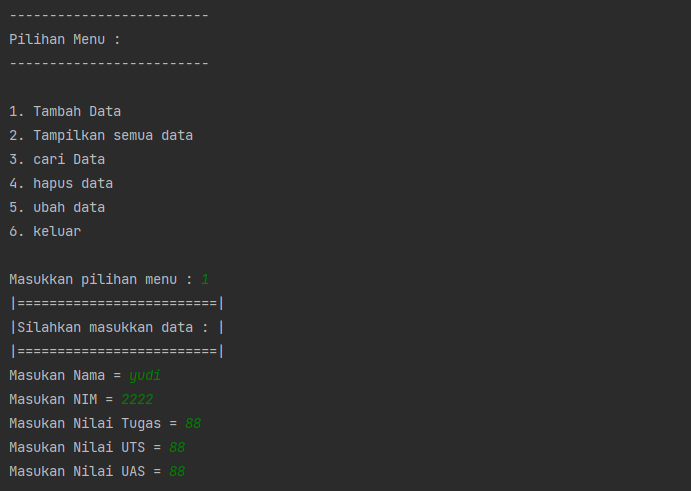 -------------------------
Pilihan Menu :
-------------------------
1. Tambah Data
2. Tampilkan semua data
3. cari Data
4. hapus data
5. ubah data
6. keluar
Masukkan pilihan menu : 1
|=========================|
|Silahkan masukkan data : |
|=========================|
Masukan Nama = yudi
Masukan NIM = 2222
Masukan Nilai Tugas = 88
Masukan Nilai UTS = 88
Masukan Nilai UAS = 88